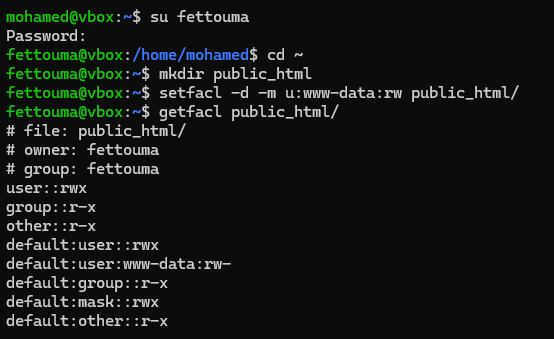 mohamed@vbox:~$ su fettouma
Password:
fettouma@vbox:/home/mohamed$ cd ~
fettouma@vbox:~$ mkdir public_html
fettouma@vbox:~$ setfacl -d -m u:www-data:rw public_html/
fettouma@vbox:~$ getfacl public_html/
# file: public_html/
# owner: fettouma
# group: fettouma
user::rwx
group::r-x
other::r-x
default:user::rwx
default:user:www-data:rw-
default:group::r-x
default:mask::rwx
default:other::r-x